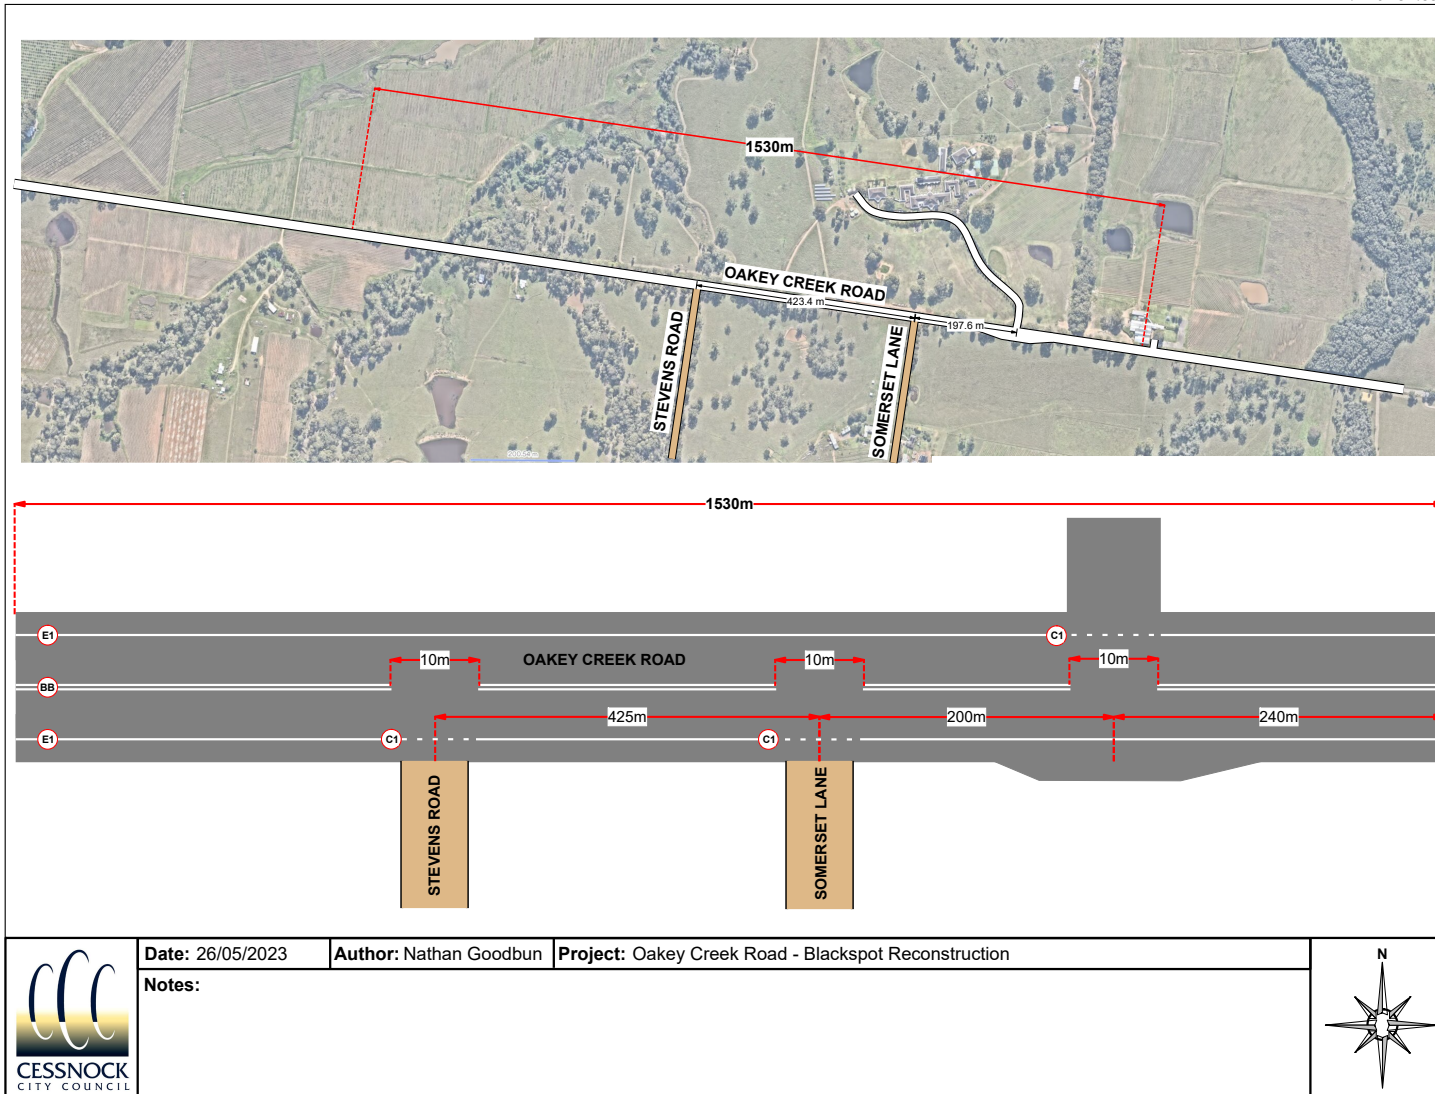 1530m
OAKEY CREEK ROAD
423.4 m
197.6 m
STEVENS ROAD
SOMERSET LANE
1530m
E1
C1
10m
OAKEY CREEK ROAD
10m
10m
BB
425m
200m
240m
E1
C1
C1
STEVENS ROAD
SOMERSET LANE
Date: 26/05/2023
Author: Nathan Goodbun
Project: Oakey Creek Road - Blackspot Reconstruction
N
Notes:
CESSNOCK
CITY COUNCIL